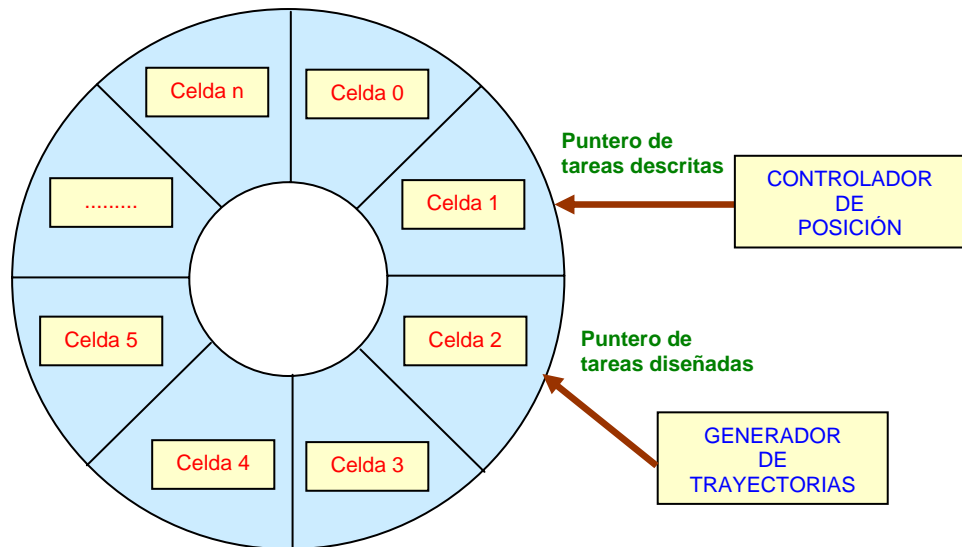 Celda n
Celda 0
Puntero de
tareas descritas
CONTROLADOR
DE
POSICIÓN
.........
Celda 1
Celda 5
Celda 2
Puntero de
tareas diseñadas
Celda 4
Celda 3
GENERADOR
DE
TRAYECTORIAS